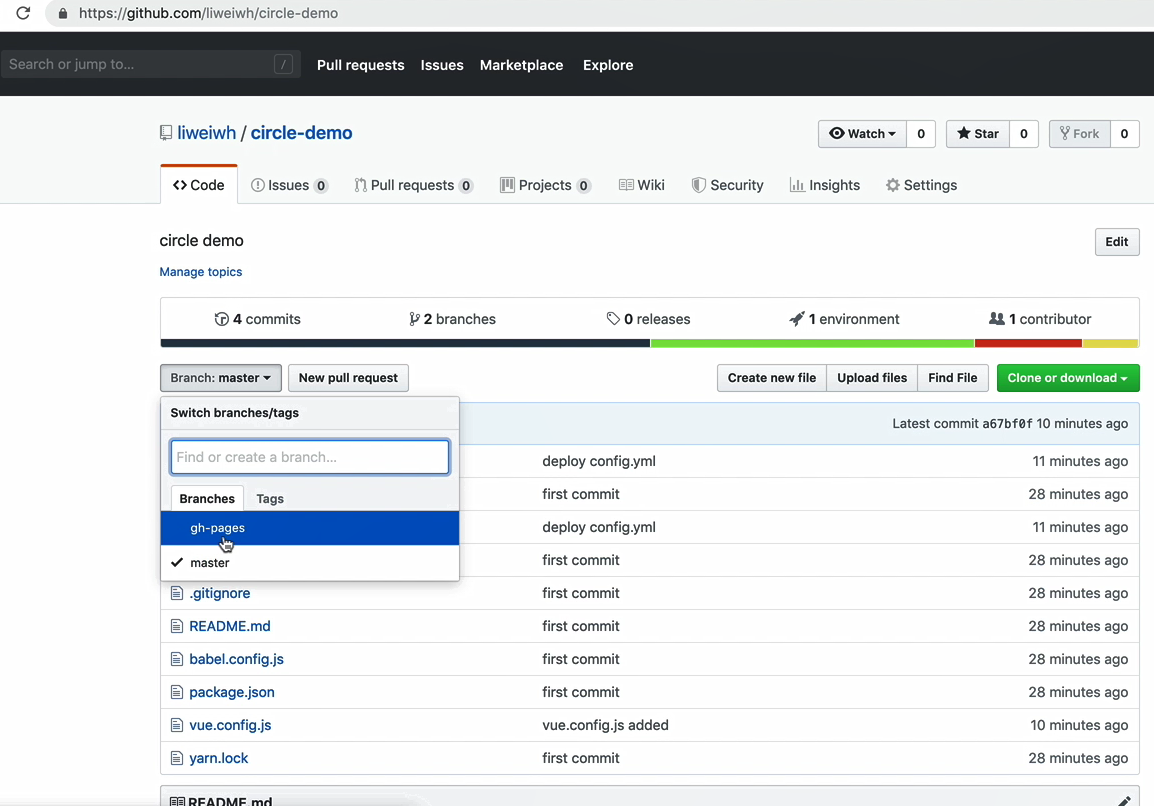 https://github.com/liweiwh/circle-demo
Search or jump to... / Pull requests Issues Marketplace Explore
liweiwh / circle-demo Watch 0 Star 0 Fork 0
Code Issues 0 Pull requests 0 Projects 0 Wiki Security Insights Settings
circle demo Edit
Manage topics
4 commits 2 branches 0 releases 1 environment 1 contributor
Branch: master New pull request Create new file Upload files Find File Clone or download
Switch branches/tags
Latest commit a67bf0f 10 minutes ago
Find or create a branch...
deploy config.yml 11 minutes ago
Branches Tags
first commit 28 minutes ago
gh-pages
deploy config.yml 11 minutes ago
master
first commit 28 minutes ago
.gitignore first commit 28 minutes ago
README.md first commit 28 minutes ago
babel.config.js first commit 28 minutes ago
package.json first commit 28 minutes ago
vue.config.js vue.config.js added 10 minutes ago
yarn.lock first commit 28 minutes ago
README.md